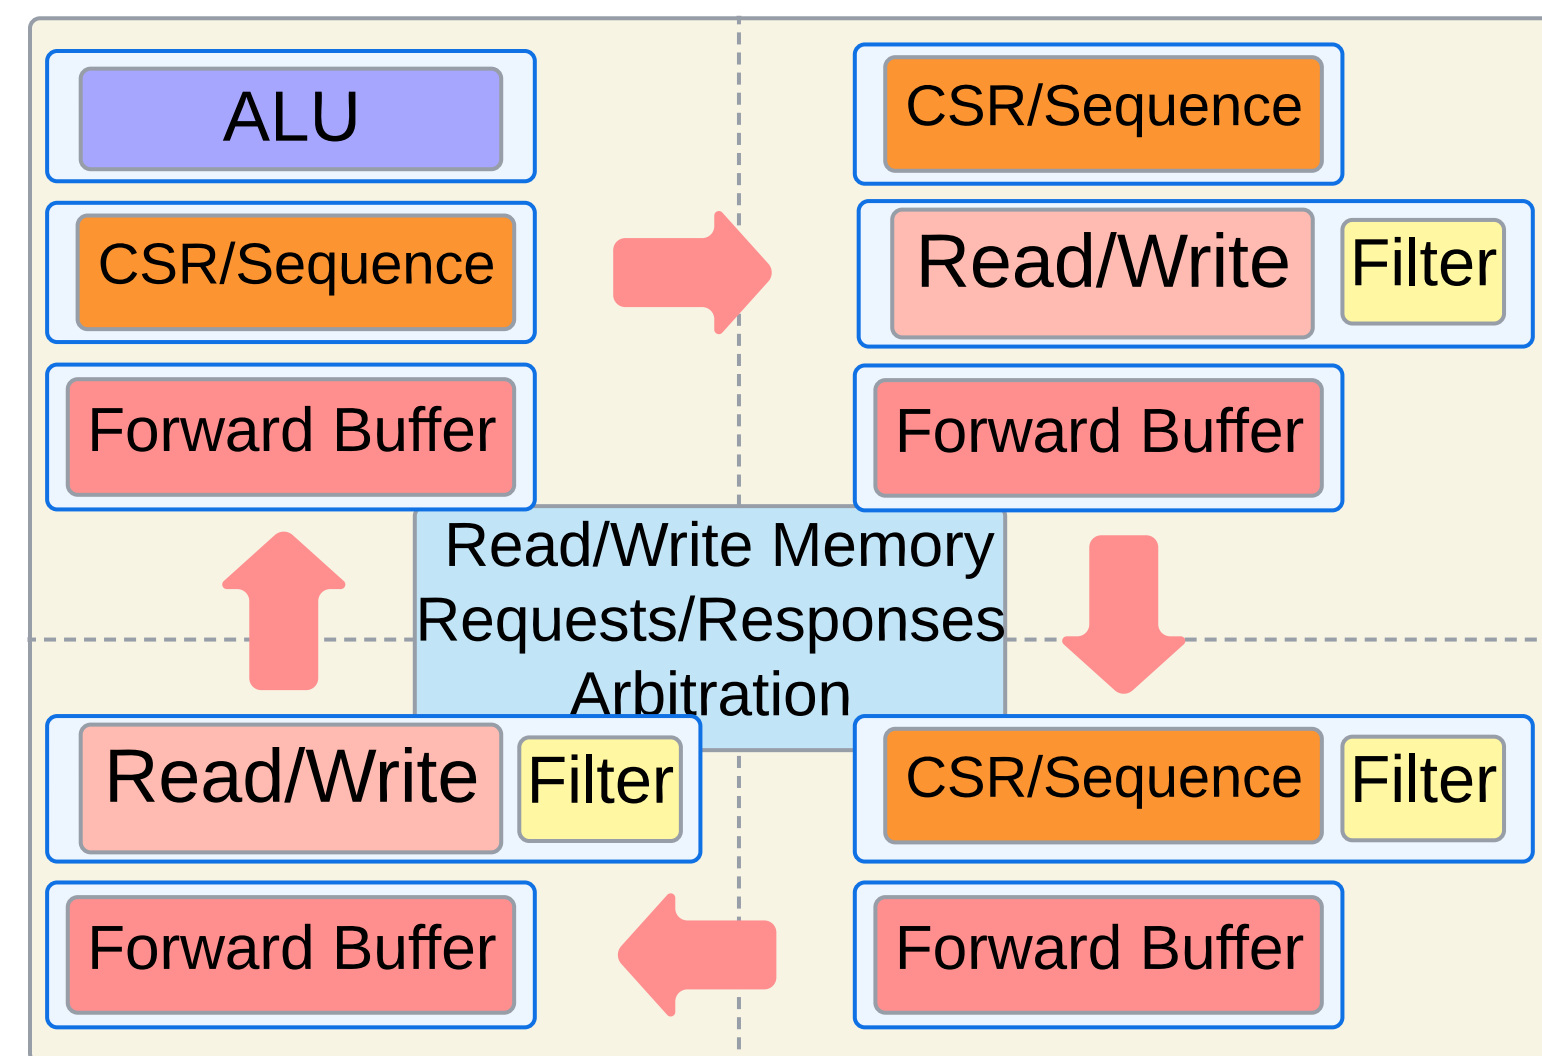 ALU
CSR/Sequence
Forward Buffer
CSR/Sequence
Read/Write Filter
Forward Buffer
Read/Write Memory
Requests/Responses
Arbitration
Read/Write Filter
Forward Buffer
CSR/Sequence Filter
Forward Buffer